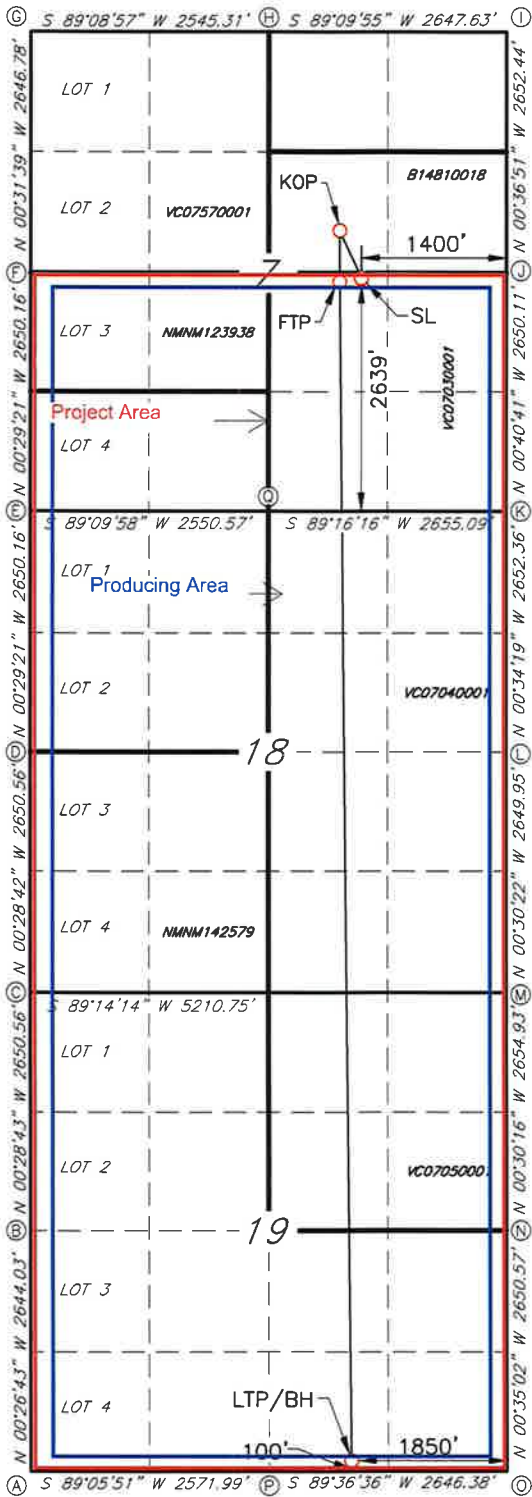 G S 89°08'57" W 2545.31' H S 89°09'55" W 2647.63' I
N 00°31'39" W 2646.78'
N 00°36'51" W 2652.44'
LOT 1
B14810018
KOP
LOT 2
VC07570001
1400'
F
7
J
FTP
SL
LOT 3
NMNM123938
2639'
VC07030001
N 00°29'21" W 2650.16'
N 00°40'41" W 2650.11'
Project Area
LOT 4
Q
E S 89°09'58" W 2550.57' S 89°16'16" W 2655.09' K
LOT 1
Producing Area
N 00°29'21" W 2650.16'
N 00°34'19" W 2652.36'
LOT 2
VC07040001
D
18
L
LOT 3
N 00°28'42" W 2650.56'
N 00°30'22" W 2649.95'
LOT 4
NMNM142579
C
M
S 89°14'14" W 5210.75'
LOT 1
N 00°28'43" W 2650.56'
N 00°30'16" W 2654.93'
LOT 2
VC07050001
B
19
N
LOT 3
N 00°26'43" W 2644.03'
N 00°35'02" W 2650.57'
LOT 4
LTP/BH
100'
1850'
A S 89°05'51" W 2571.99' P S 89°36'36" W 2646.38' O